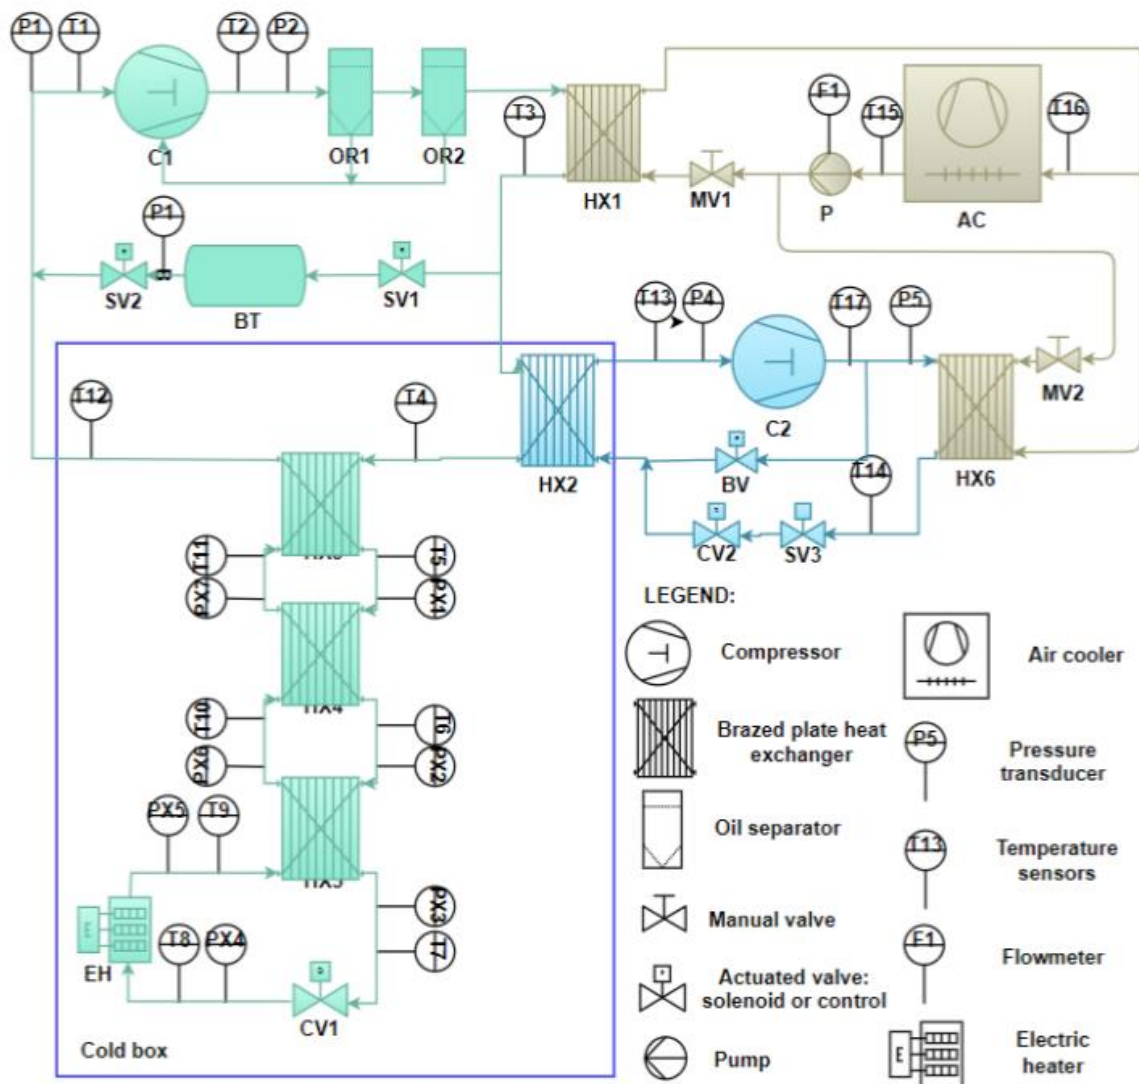 P1 T1 T2 P2
C1 OR1 OR2
T3
HX1 MV1
F1 T15 T16
P AC
P1
SV2 BT SV1
T13 P4 T17 P5
MV2
T12 T4
HX2
C2
BV T14 HX6
CV2 SV3
T11 T5
PX7 PX1
HX4
T10 T6
PX6 PX2
PX5 T9
PX3
T7
T8 PX4
EH
CV1
Cold box
LEGEND:
Compressor
Air cooler
Brazed plate heat
exchanger
P5
Pressure
transducer
Oil separator
T13
Temperature
sensors
Manual valve
F1
Flowmeter
Actuated valve:
solenoid or control
Pump
E
Electric
heater